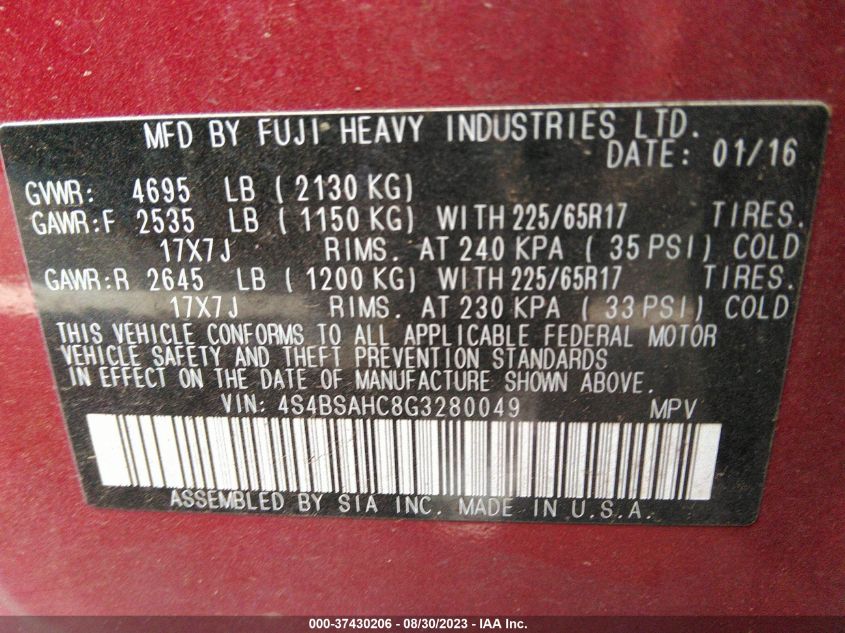 MFD BY FUJI HEAVY INDUSTRIES LTD.
DATE: 01/16
GVWR: 4695 LB ( 2130 KG)
GAWR:F 2535 LB ( 1150 KG) WITH 225/65R17 TIRES.
17X7J RIMS. AT 240 KPA ( 35 PSI) COLD
GAWR:R 2645 LB ( 1200 KG) WITH 225/65R17 TIRES.
17X7J RIMS. AT 230 KPA ( 33 PSI) COLD
THIS VEHICLE CONFORMS TO ALL APPLICABLE FEDERAL MOTOR
VEHICLE SAFETY AND THEFT PREVENTION STANDARDS
IN EFFECT ON THE DATE OF MANUFACTURE SHOWN ABOVE.
VIN: 4S4BSAHC8G3280049 MPV
ASSEMBLED BY SIA INC. MADE IN U.S.A.
000-37430206 - 08/30/2023 - IAA Inc.